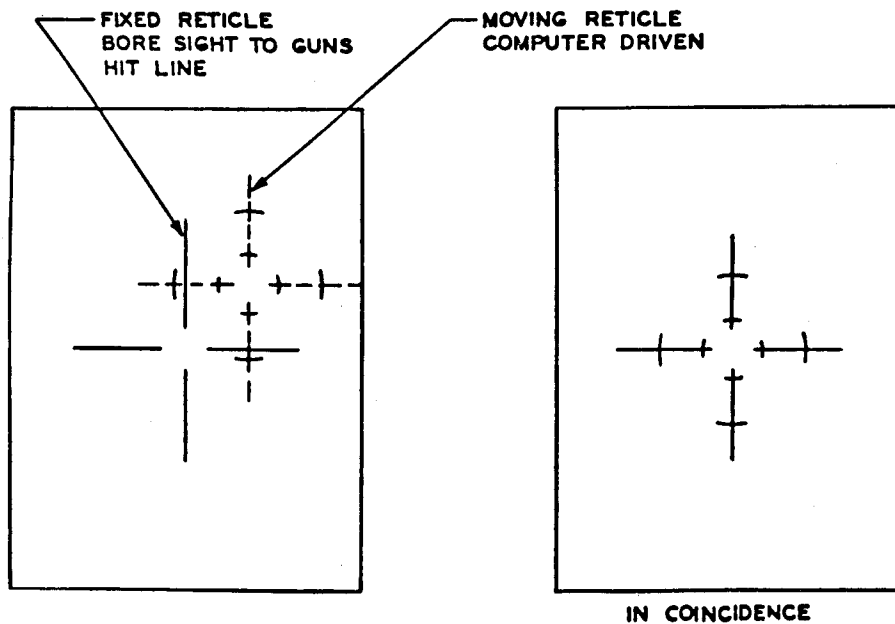 FIXED RETICLE
BORE SIGHT TO GUNS
HIT LINE
MOVING RETICLE
COMPUTER DRIVEN
IN COINCIDENCE